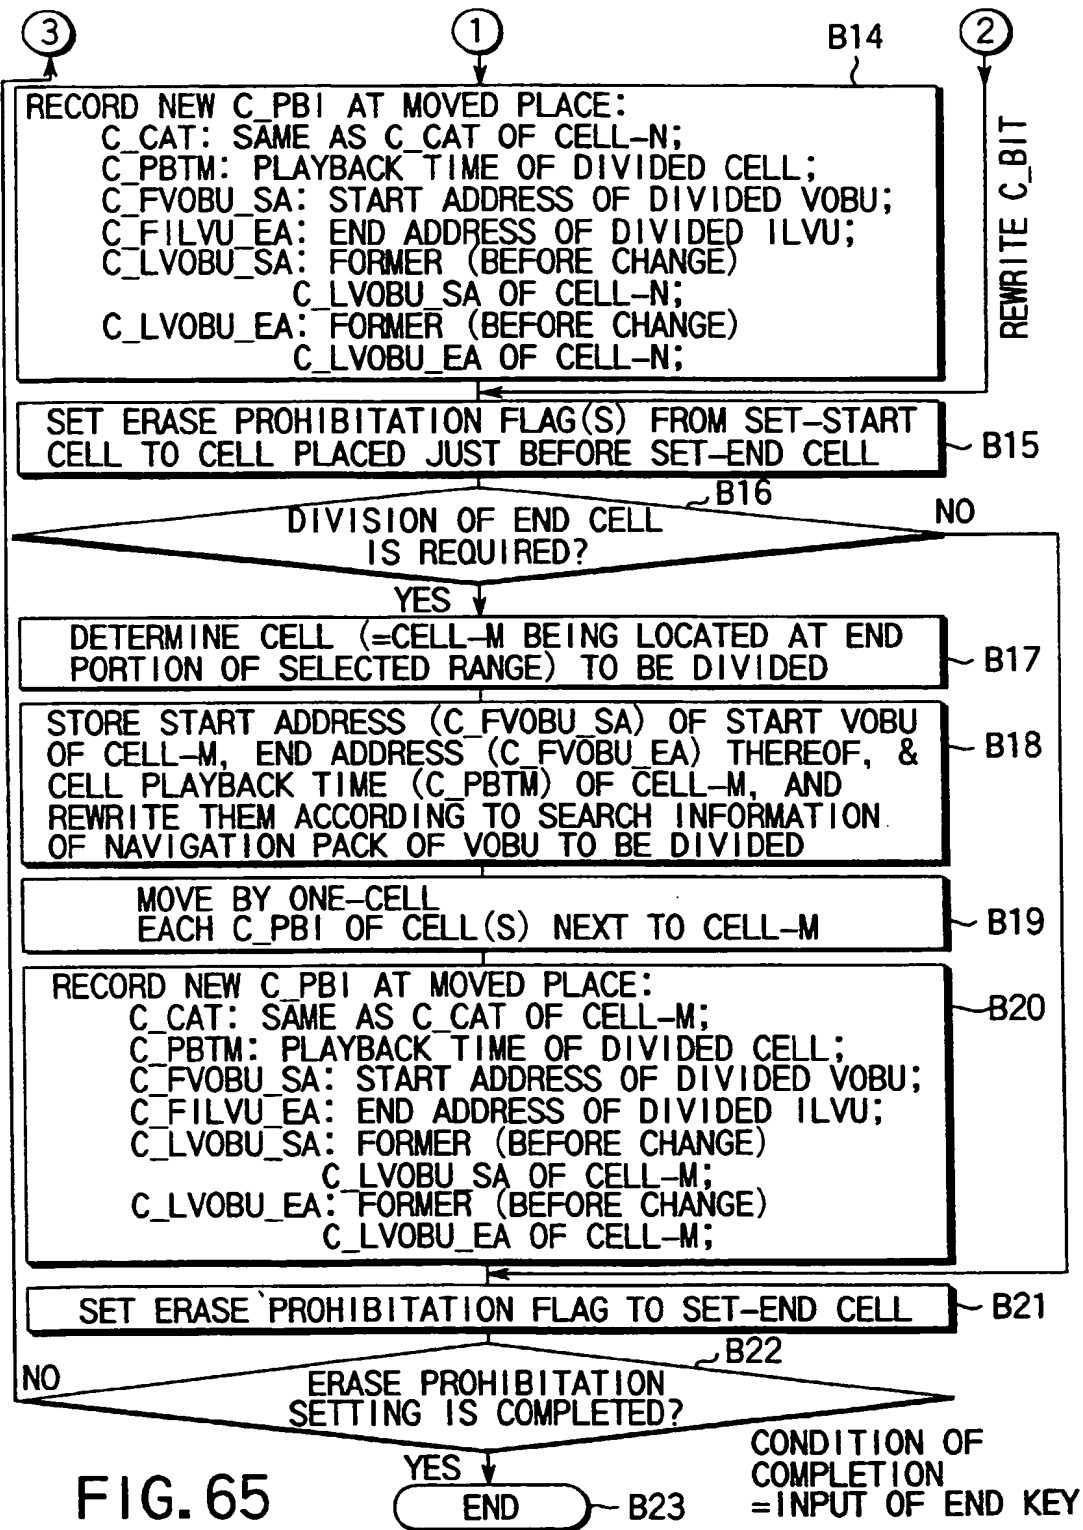 3
1
2
B14
RECORD NEW C_PBI AT MOVED PLACE:
C_CAT: SAME AS C_CAT OF CELL-N;
C_PBTM: PLAYBACK TIME OF DIVIDED CELL;
C_FVOBU_SA: START ADDRESS OF DIVIDED VOBU;
C_FILVU_EA: END ADDRESS OF DIVIDED ILVU;
C_LVOBU_SA: FORMER (BEFORE CHANGE)
C_LVOBU_SA OF CELL-N;
C_LVOBU_EA: FORMER (BEFORE CHANGE)
C_LVOBU_EA OF CELL-N;
REWRITE C_BIT
SET ERASE PROHIBITATION FLAG(S) FROM SET-START
CELL TO CELL PLACED JUST BEFORE SET-END CELL
B15
B16
DIVISION OF END CELL
IS REQUIRED?
NO
YES
DETERMINE CELL (=CELL-M BEING LOCATED AT END
PORTION OF SELECTED RANGE) TO BE DIVIDED
B17
STORE START ADDRESS (C_FVOBU_SA) OF START VOBU
OF CELL-M, END ADDRESS (C_FVOBU_EA) THEREOF, &
CELL PLAYBACK TIME (C_PBTM) OF CELL-M, AND
REWRITE THEM ACCORDING TO SEARCH INFORMATION
OF NAVIGATION PACK OF VOBU TO BE DIVIDED
B18
MOVE BY ONE-CELL
EACH C_PBI OF CELL(S) NEXT TO CELL-M
B19
RECORD NEW C_PBI AT MOVED PLACE:
C_CAT: SAME AS C_CAT OF CELL-M;
C_PBTM: PLAYBACK TIME OF DIVIDED CELL;
C_FVOBU_SA: START ADDRESS OF DIVIDED VOBU;
C_FILVU_EA: END ADDRESS OF DIVIDED ILVU;
C_LVOBU_SA: FORMER (BEFORE CHANGE)
C_LVOBU_SA OF CELL-M;
C_LVOBU_EA: FORMER (BEFORE CHANGE)
C_LVOBU_EA OF CELL-M;
B20
SET ERASE PROHIBITATION FLAG TO SET-END CELL
B21
B22
NO
ERASE PROHIBITATION
SETTING IS COMPLETED?
YES
END
B23
CONDITION OF
COMPLETION
=INPUT OF END KEY
FIG. 65